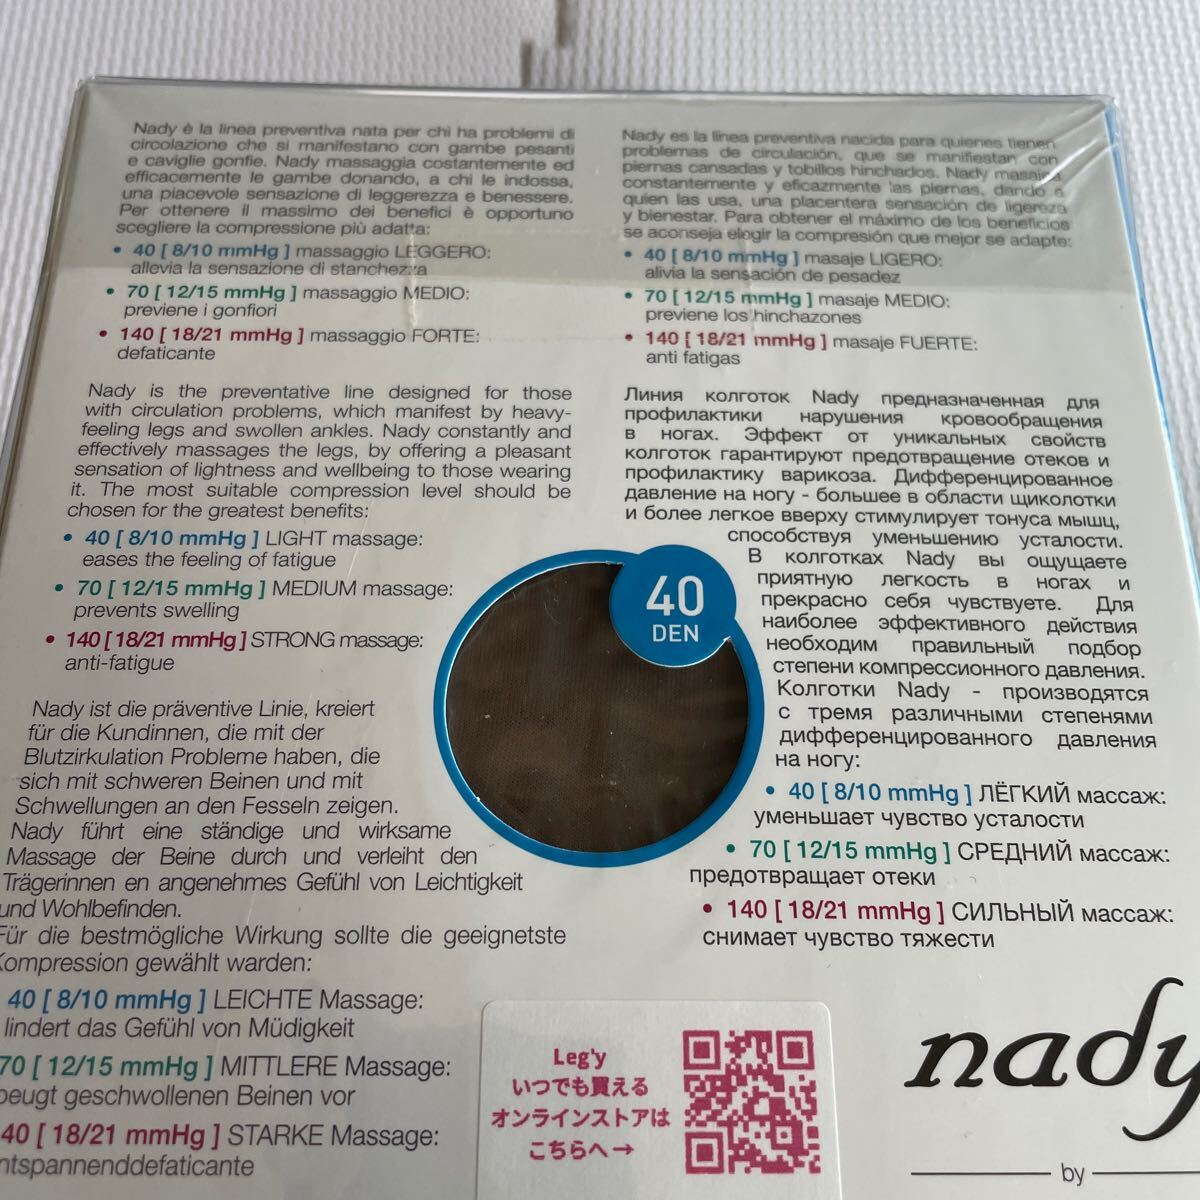 Nady è la linea preventiva nata per chi ha problemi di
circolazione che si manifestano con gambe pesanti
e caviglie gonfie. Nady massaggia costantemente ed
efficacemente le gambe donando, a chi le indossa,
una piacevole sensazione di leggerezza e benessere.
Per ottenere il massimo dei benefici è opportuno
scegliere la compressione più adatta:
• 40 [ 8/10 mmHg ] massaggio LEGGERO:
allevia la sensazione di stanchezza
• 70 [ 12/15 mmHg ] massaggio MEDIO:
previene i gonfiori
• 140 [ 18/21 mmHg ] massaggio FORTE:
defaticante
Nady es la línea preventiva nacida para quienes tienen
problemas de circulación, que se manifiestan con
piernas cansadas y tobillos hinchados. Nady masajea
constantemente y eficazmente las piernas, dando a
quien las usa, una placentera sensación de ligereza
y bienestar. Para obtener el máximo de los beneficios
se aconseja elogir la compresión que mejor se adapte:
• 40 [ 8/10 mmHg ] masaje LIGERO:
alivia la sensación de pesadez
• 70 [ 12/15 mmHg ] masaje MEDIO:
previene los hinchazones
• 140 [ 18/21 mmHg ] masaje FUERTE:
anti fatigas
Nady is the preventative line designed for those
with circulation problems, which manifest by heavy-
feeling legs and swollen ankles. Nady constantly and
effectively massages the legs, by offering a pleasant
sensation of lightness and wellbeing to those wearing
it. The most suitable compression level should be
chosen for the greatest benefits:
• 40 [ 8/10 mmHg ] LIGHT massage:
eases the feeling of fatigue
• 70 [ 12/15 mmHg ] MEDIUM massage:
prevents swelling
• 140 [ 18/21 mmHg ] STRONG massage:
anti-fatigue
Линия колготок Nady предназначенная для
профилактики нарушения кровообращения
в ногах. Эффект от уникальных свойств
колготок гарантируют предотвращение отеков и
профилактику варикоза. Дифференцированное
давление на ногу - большее в области щиколотки
и более легкое вверху стимулирует тонуса мышц,
способствуя уменьшению усталости.
В колготках Nady вы ощущаете
приятную легкость в ногах и
прекрасно себя чувствуете. Для
наиболее эффективного действия
необходим правильный подбор
степени компрессионного давления.
Колготки Nady - производятся
с тремя различными степенями
дифференцированного давления
на ногу:
• 40 [ 8/10 mmHg ] ЛЁГКИЙ массаж:
уменьшает чувство усталости
• 70 [ 12/15 mmHg ] СРЕДНИЙ массаж:
предотвращает отеки
• 140 [ 18/21 mmHg ] СИЛЬНЫЙ массаж:
снимает чувство тяжести
40
DEN
Nady ist die präventive Linie, kreiert
für die Kundinnen, die mit der
Blutzirkulation Probleme haben, die
sich mit schweren Beinen und mit
Schwellungen an den Fesseln zeigen.
Nady führt eine ständige und wirksame
Massage der Beine durch und verleiht den
Trägerinnen en angenehmes Gefühl von Leichtigkeit
und Wohlbefinden.
Für die bestmögliche Wirkung sollte die geeignetste
Kompression gewählt warden:
40 [ 8/10 mmHg ] LEICHTE Massage:
lindert das Gefühl von Müdigkeit
70 [ 12/15 mmHg ] MITTLERE Massage:
beugt geschwollenen Beinen vor
40 [ 18/21 mmHg ] STARKE Massage:
ntspannenddefaticante
Leg'y
いつでも買える
オンラインストアは
こちらへ→
nady
by